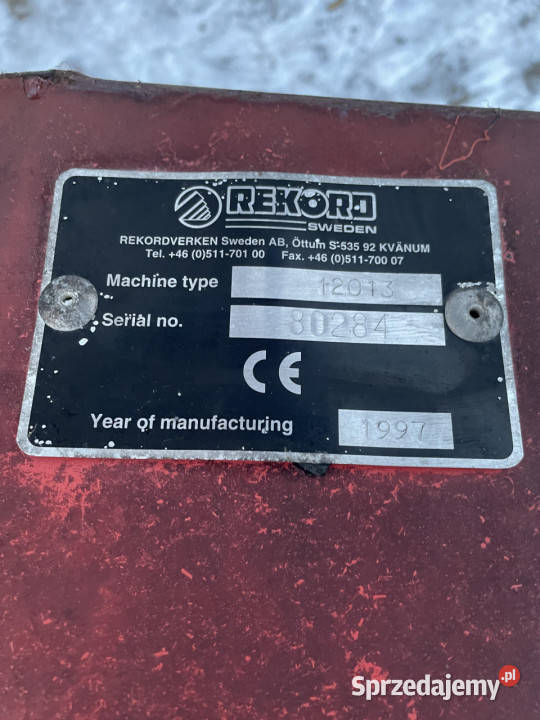 REKORD
SWEDEN
REKORDVERKEN Sweden AB, Öttum S-535 92 KVÄNUM
Tel. +46 (0)511-701 00 Fax. +46 (0)511-700 07
Machine type 12013
Serial no. 80284
CE
Year of manufacturing 1997
Sprzedajemy.pl